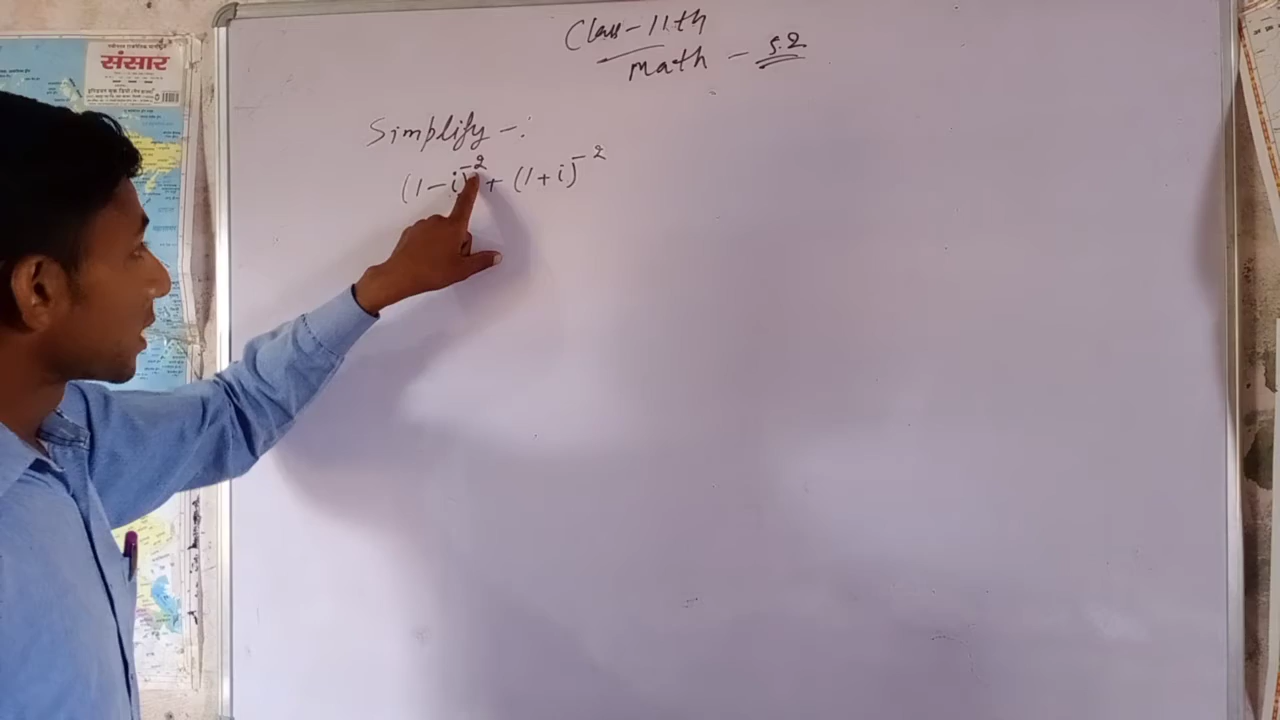 Class-11th
math - 5.2
संसार
Simplify -:
(1-i)⁻² + (1+i)⁻²